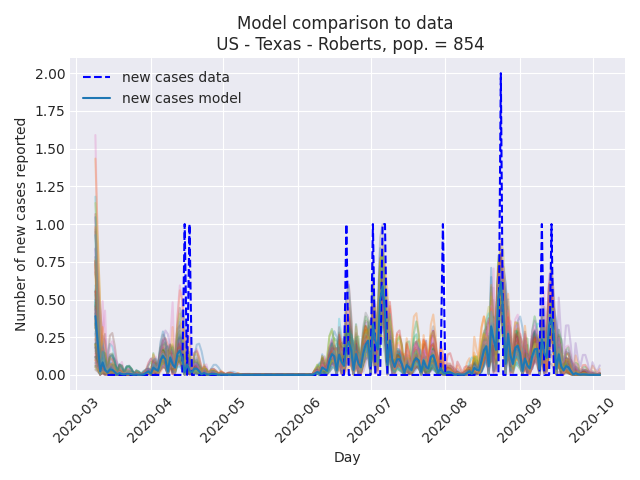 Model comparison to data
US - Texas - Roberts, pop. = 854
new cases data
new cases model
Number of new cases reported
2.00
1.75
1.50
1.25
1.00
0.75
0.50
0.25
0.00
2020-03
2020-04
2020-05
2020-06
2020-07
2020-08
2020-09
2020-10
Day